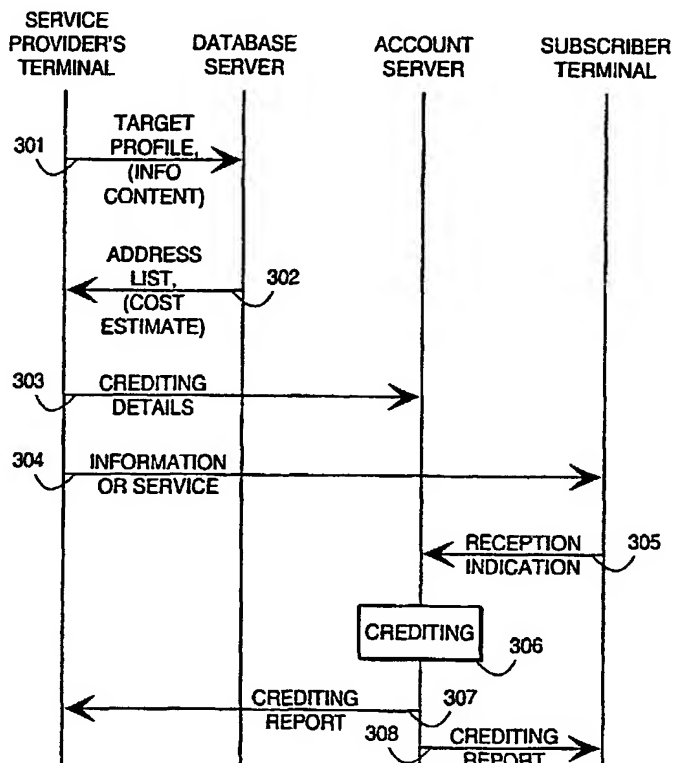 SERVICE
PROVIDER'S
TERMINAL
DATABASE
SERVER
ACCOUNT
SERVER
SUBSCRIBER
TERMINAL
301
TARGET
PROFILE,
(INFO
CONTENT)
ADDRESS
LIST,
(COST
ESTIMATE)
302
303
CREDITING
DETAILS
304
INFORMATION
OR SERVICE
RECEPTION
INDICATION
305
CREDITING
306
CREDITING
REPORT
307
308
CREDITING
REPORT